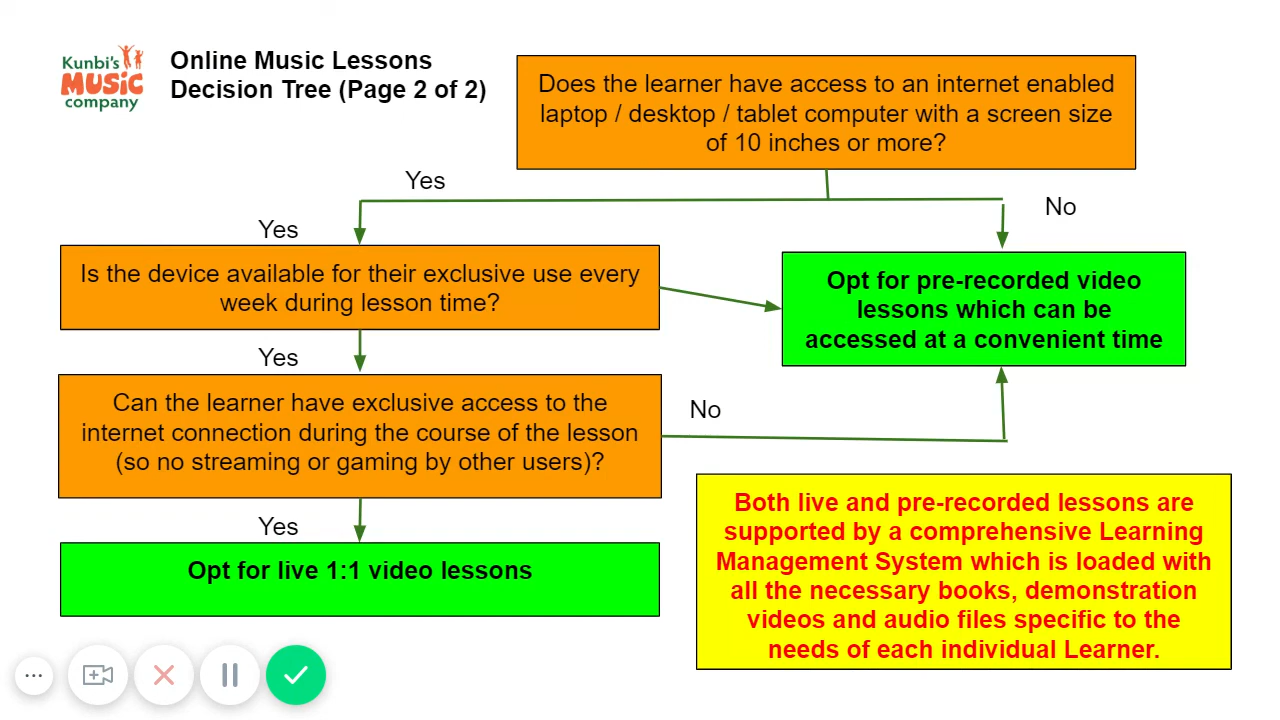 Kunbi's
MUSIC
company
Online Music Lessons
Decision Tree (Page 2 of 2)
Does the learner have access to an internet enabled
laptop / desktop / tablet computer with a screen size
of 10 inches or more?
Yes
No
Yes
Is the device available for their exclusive use every
week during lesson time?
Opt for pre-recorded video
lessons which can be
accessed at a convenient time
Yes
Can the learner have exclusive access to the
internet connection during the course of the lesson
(so no streaming or gaming by other users)?
No
Yes
Opt for live 1:1 video lessons
Both live and pre-recorded lessons are
supported by a comprehensive Learning
Management System which is loaded with
all the necessary books, demonstration
videos and audio files specific to the
needs of each individual Learner.